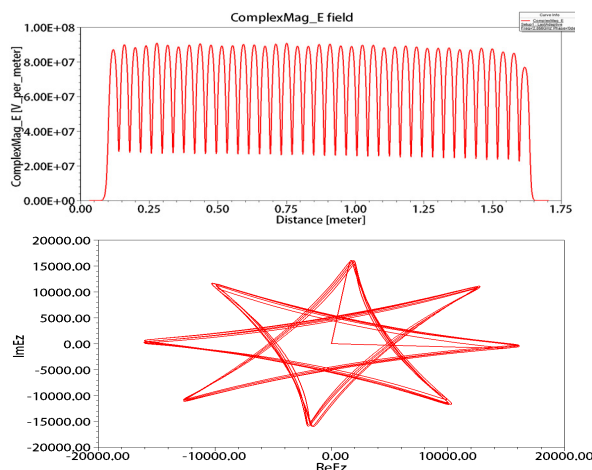 ComplexMag_E field
Curve Info
ComplexMag_E
1.00E+08
8.00E+07
6.00E+07
4.00E+07
2.00E+07
0.00E+00
ComplexMag_E [V_per_meter]
0.00 0.25 0.50 0.75 1.00 1.25 1.50 1.75
Distance [meter]
20000.00
15000.00
10000.00
5000.00
0.00
-5000.00
-10000.00
-15000.00
-20000.00
ImEz
-20000.00 -10000.00 0.00 10000.00 20000.00
ReEz